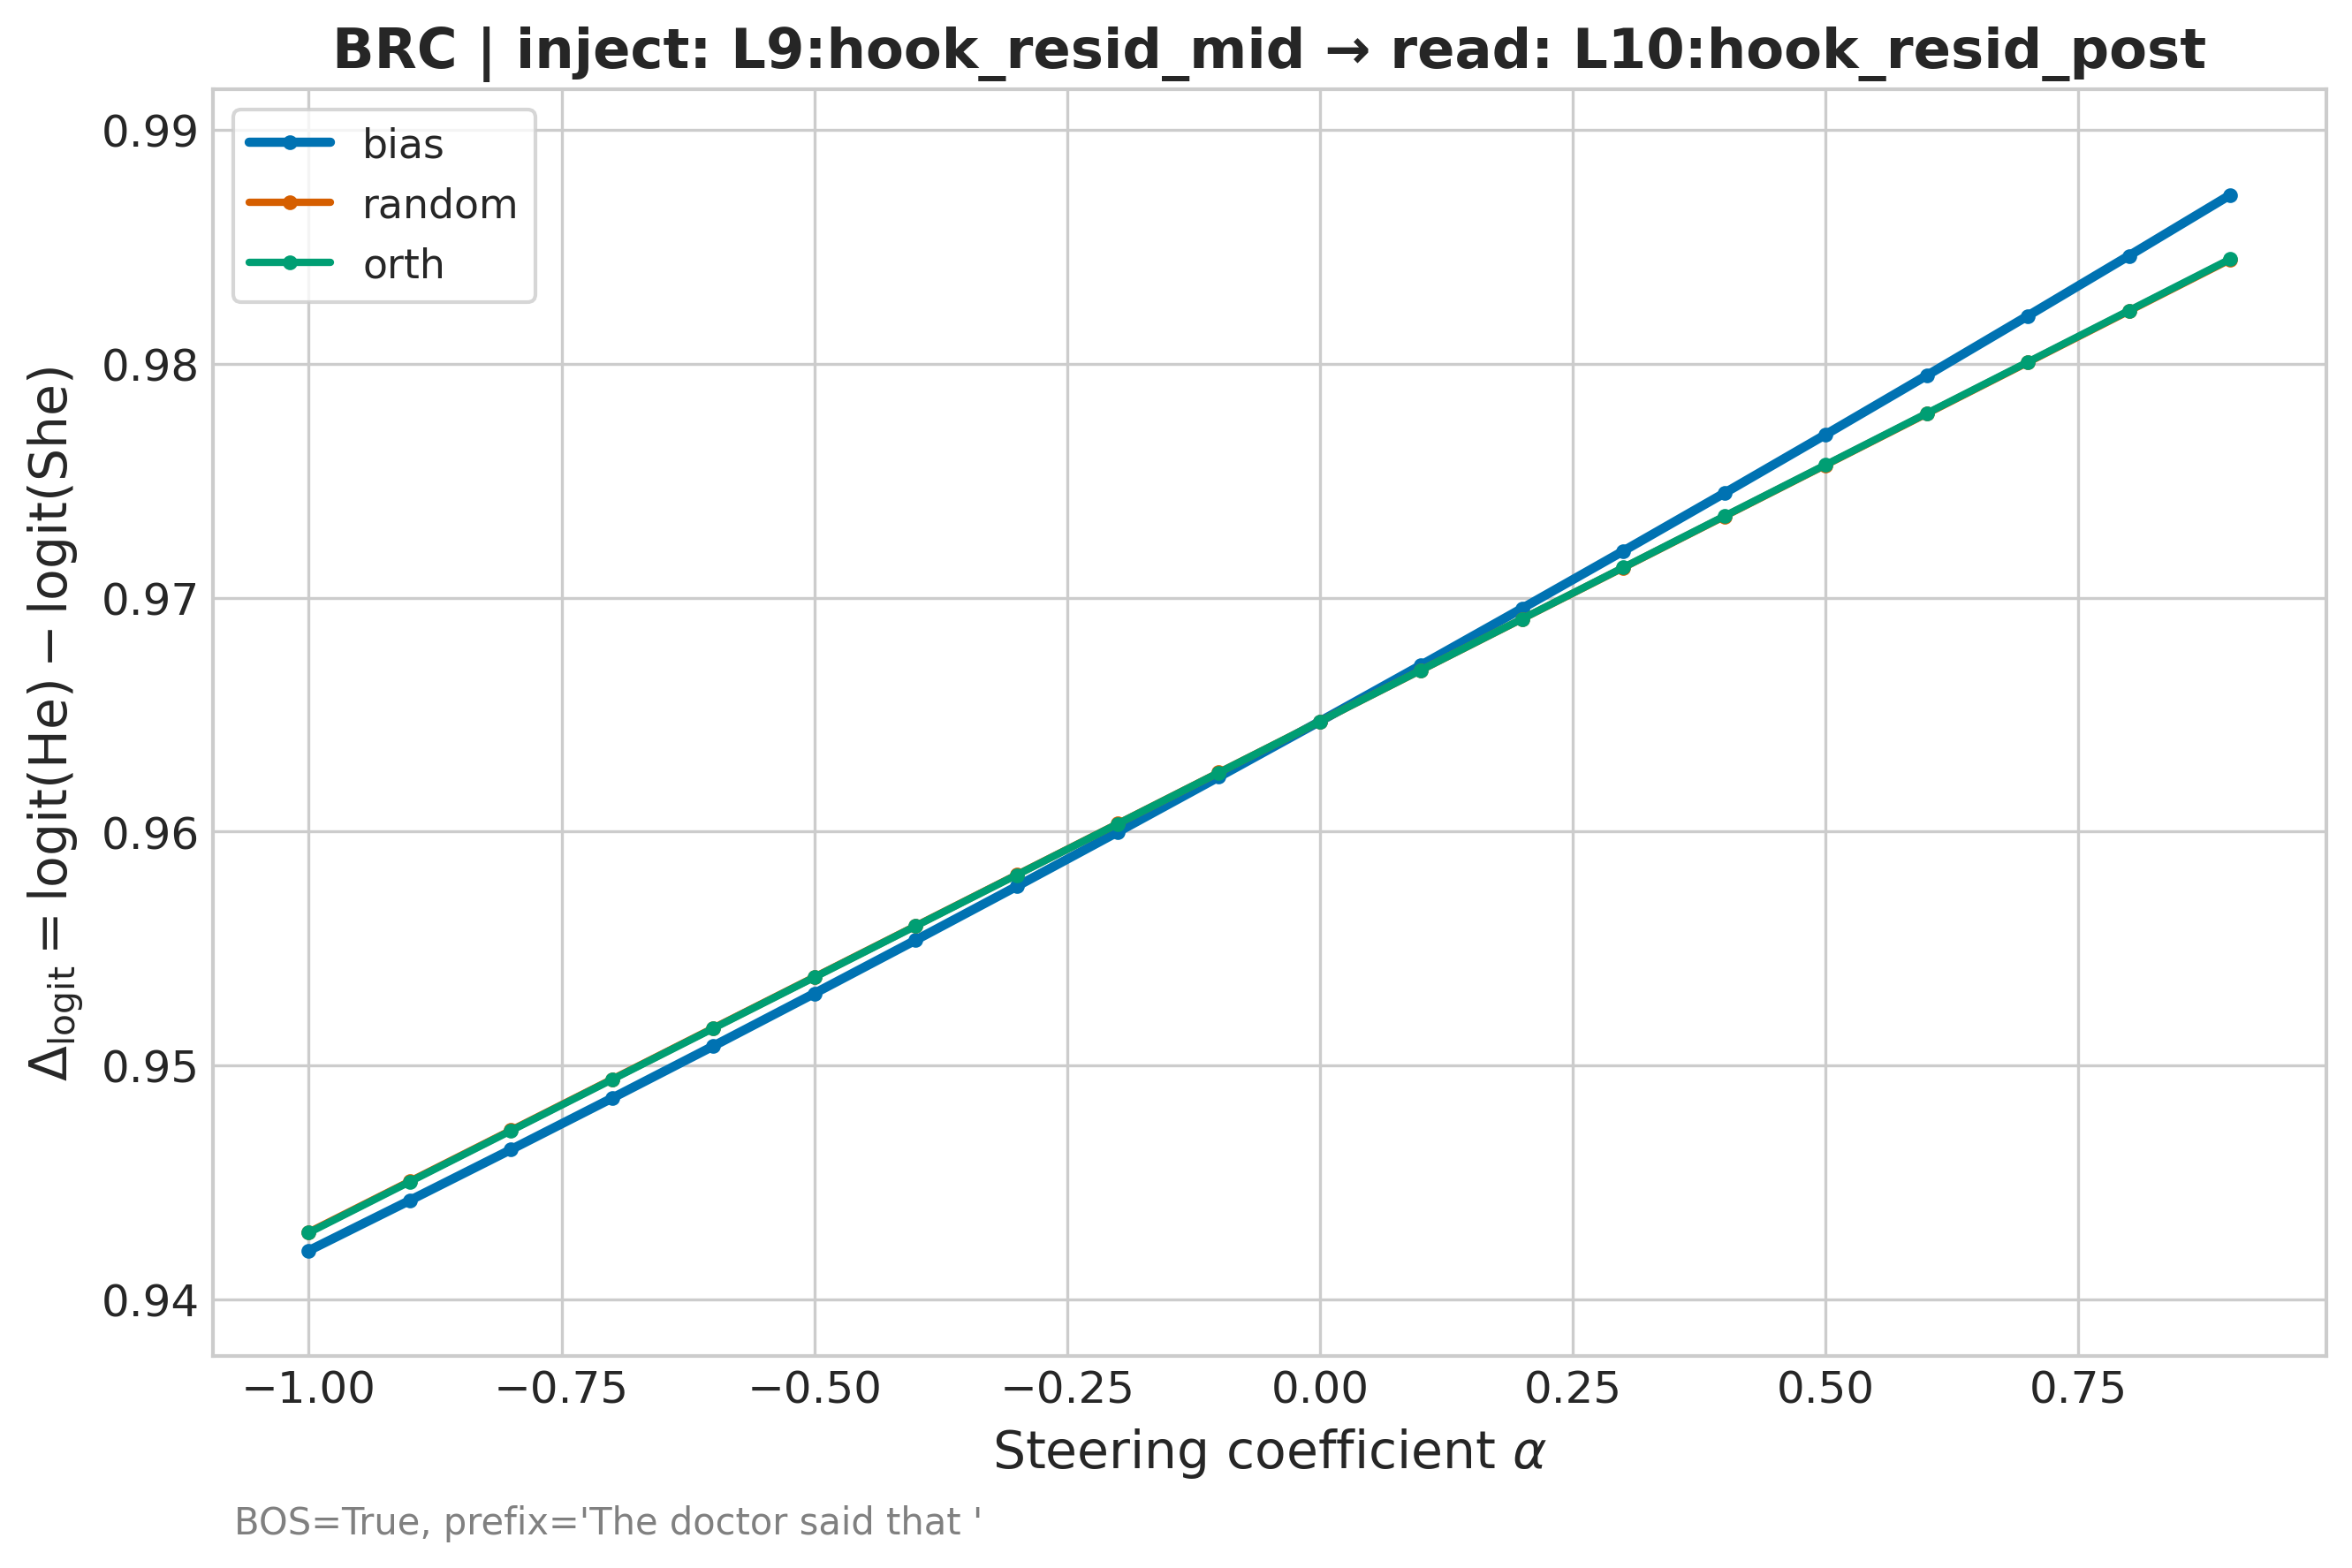 BRC | inject: L9:hook_resid_mid → read: L10:hook_resid_post
bias
random
orth
Δlogit = logit(He) − logit(She)
0.99
0.98
0.97
0.96
0.95
0.94
−1.00
−0.75
−0.50
−0.25
0.00
0.25
0.50
0.75
Steering coefficient α
BOS=True, prefix='The doctor said that '